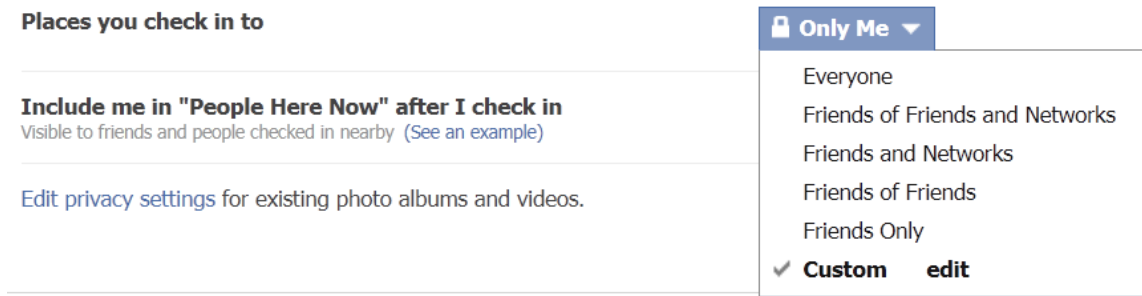 Places you check in to
Only Me
Everyone
Include me in "People Here Now" after I check in
Friends of Friends and Networks
Visible to friends and people checked in nearby (See an example)
Friends and Networks
Edit privacy settings for existing photo albums and videos.
Friends of Friends
Friends Only
Custom edit